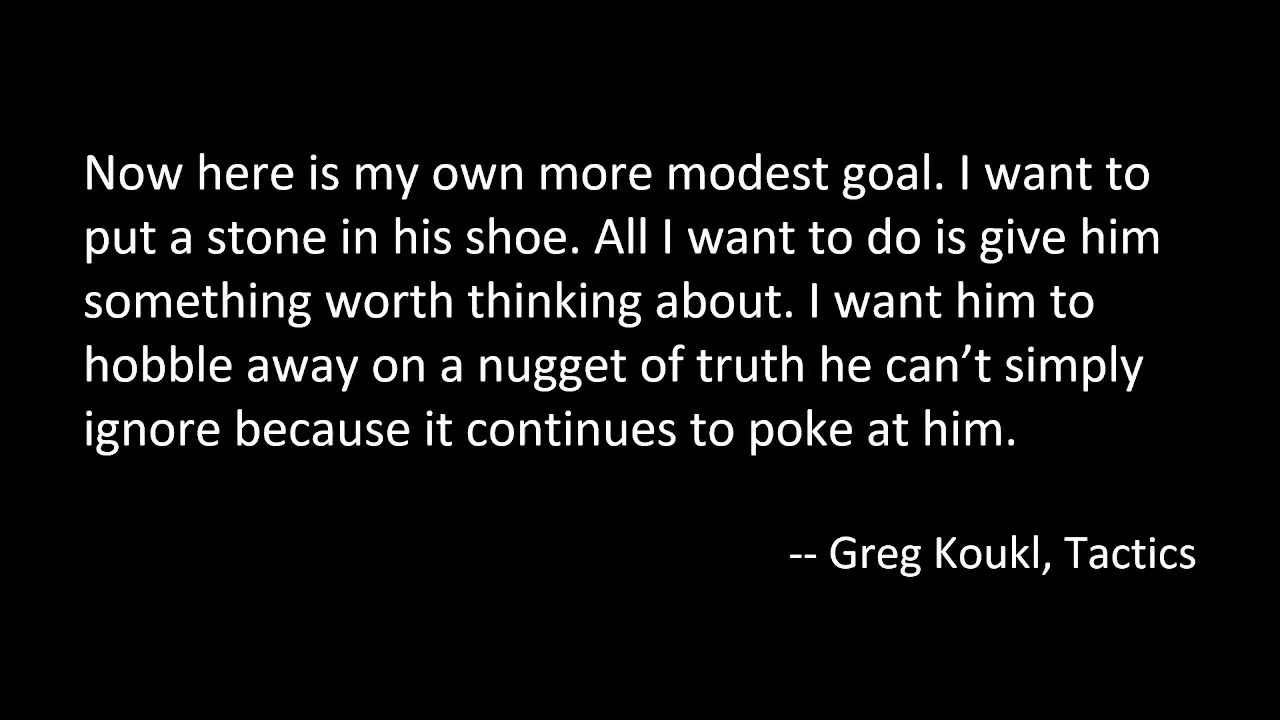 Now here is my own more modest goal. I want to
put a stone in his shoe. All I want to do is give him
something worth thinking about. I want him to
hobble away on a nugget of truth he can’t simply
ignore because it continues to poke at him.
-- Greg Koukl, Tactics